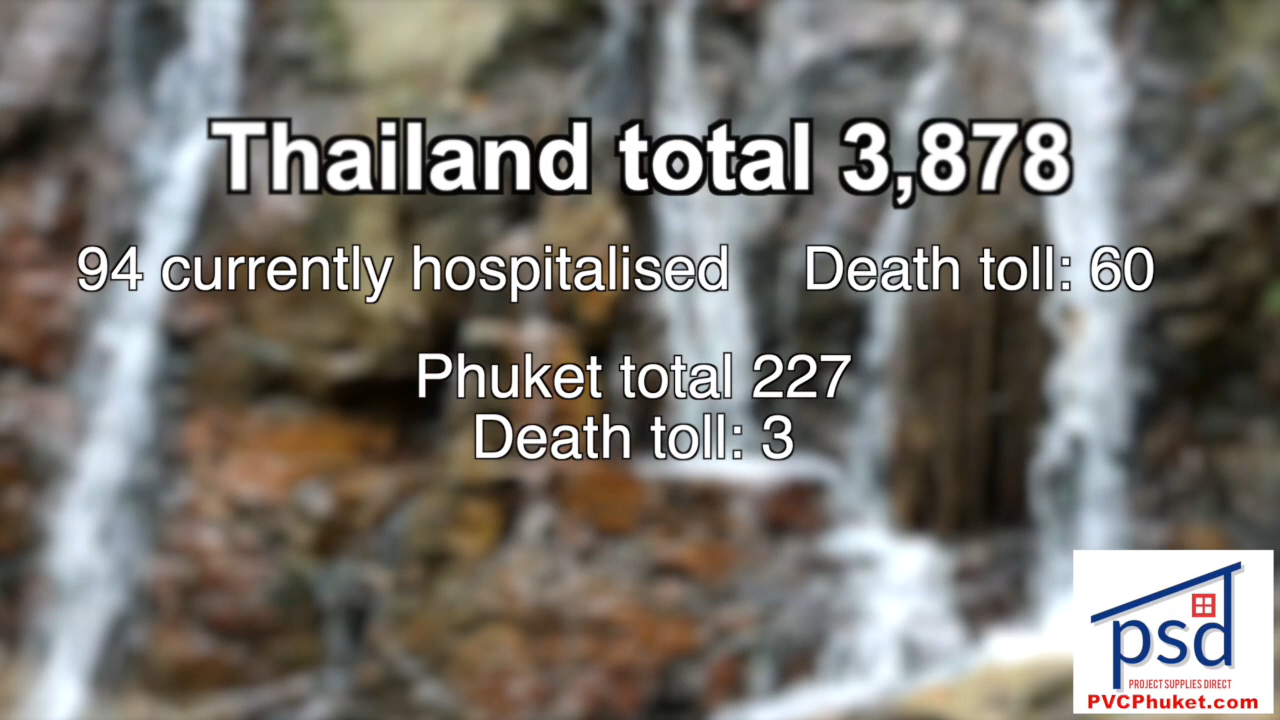 Thailand total 3,878
94 currently hospitalised Death toll: 60
Phuket total 227
Death toll: 3
psd
PROJECT SUPPLIES DIRECT
PVCPhuket.com